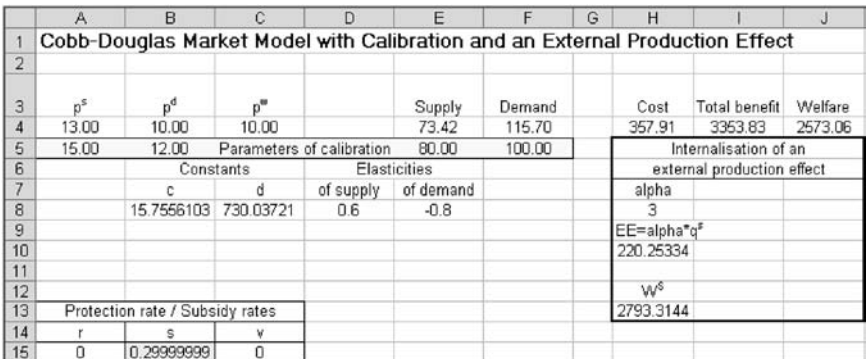 A B C D E F G H I J
1 Cobb-Douglas Market Model with Calibration and an External Production Effect
2
3 pˢ pᵈ pʷ Supply Demand Cost Total benefit Welfare
4 13.00 10.00 10.00 73.42 115.70 357.91 3353.83 2573.06
5 15.00 12.00 Parameters of calibration 80.00 100.00 Internalisation of an
6 Constants Elasticities external production effect
7 c d of supply of demand alpha
8 15.7556103 730.03721 0.6 -0.8 3
9 EE=alpha*qˢ
10 220.25334
11
12 Wˢ
13 Protection rate / Subsidy rates 2793.3144
14 r s v
15 0 0.29999999 0